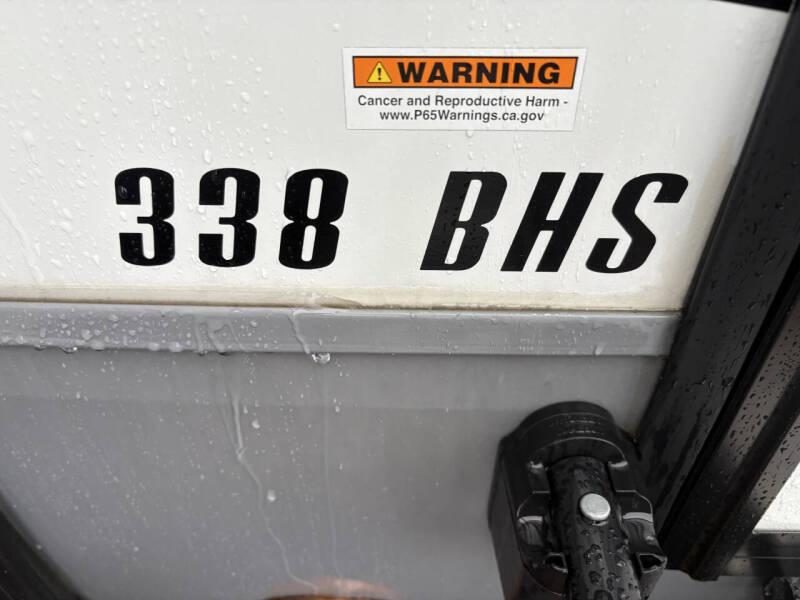 WARNING
Cancer and Reproductive Harm -
www.P65Warnings.ca.gov
338 BHS